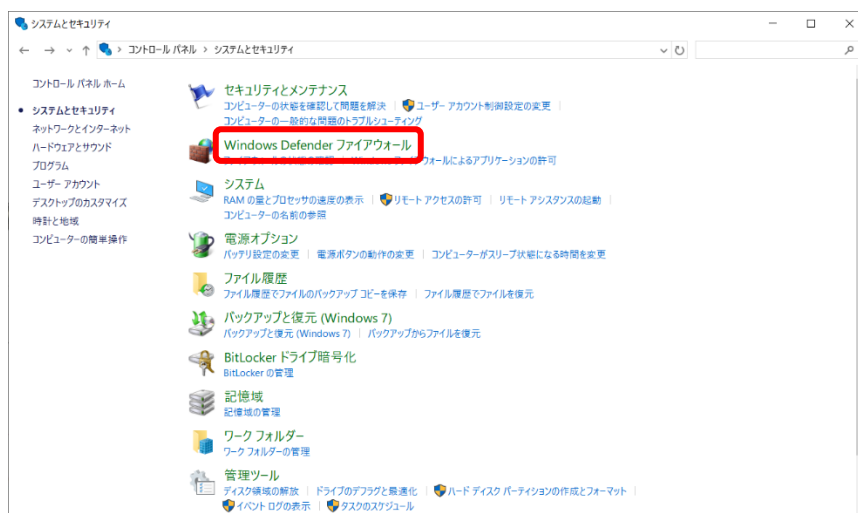 システムとセキュリティ
コントロール パネル › システムとセキュリティ
コントロール パネル ホーム
システムとセキュリティ
ネットワークとインターネット
ハードウェアとサウンド
プログラム
ユーザー アカウント
デスクトップのカスタマイズ
時計と地域
コンピューターの簡単操作
セキュリティとメンテナンス
コンピューターの状態を確認して問題を解決 | ユーザー アカウント制御設定の変更 |
コンピューターの一般的な問題のトラブルシューティング
Windows Defender ファイアウォール
ウォールによるアプリケーションの許可
システム
RAM の量とプロセッサの速度の表示 | リモート アクセスの許可 | リモート アシスタンスの起動 |
コンピューターの名前の参照
電源オプション
バッテリ設定の変更 | 電源ボタンの動作の変更 | コンピューターがスリープ状態になる時間を変更
ファイル履歴
ファイル履歴でファイルのバックアップ コピーを保存 | ファイル履歴でファイルを復元
バックアップと復元 (Windows 7)
バックアップと復元 (Windows 7) | バックアップからファイルを復元
BitLocker ドライブ暗号化
BitLocker の管理
記憶域
記憶域の管理
ワーク フォルダー
ワーク フォルダーの管理
管理ツール
ディスク領域の解放 | ドライブのデフラグと最適化 | ハード ディスク パーティションの作成とフォーマット |
イベント ログの表示 | タスクのスケジュール